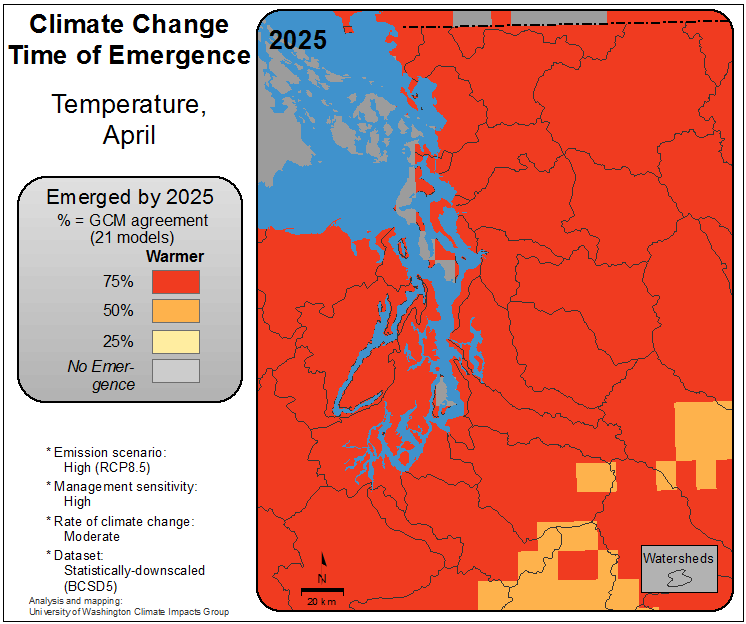 Climate Change
Time of Emergence
Temperature,
April
Emerged by 2025
% = GCM agreement
(21 models)
Warmer
75%
50%
25%
No Emer-
gence
* Emission scenario:
High (RCP8.5)
* Management sensitivity:
High
* Rate of climate change:
Moderate
* Dataset:
Statistically-downscaled
(BCSD5)
Analysis and mapping:
University of Washington Climate Impacts Group
2025
N
20 km
Watersheds